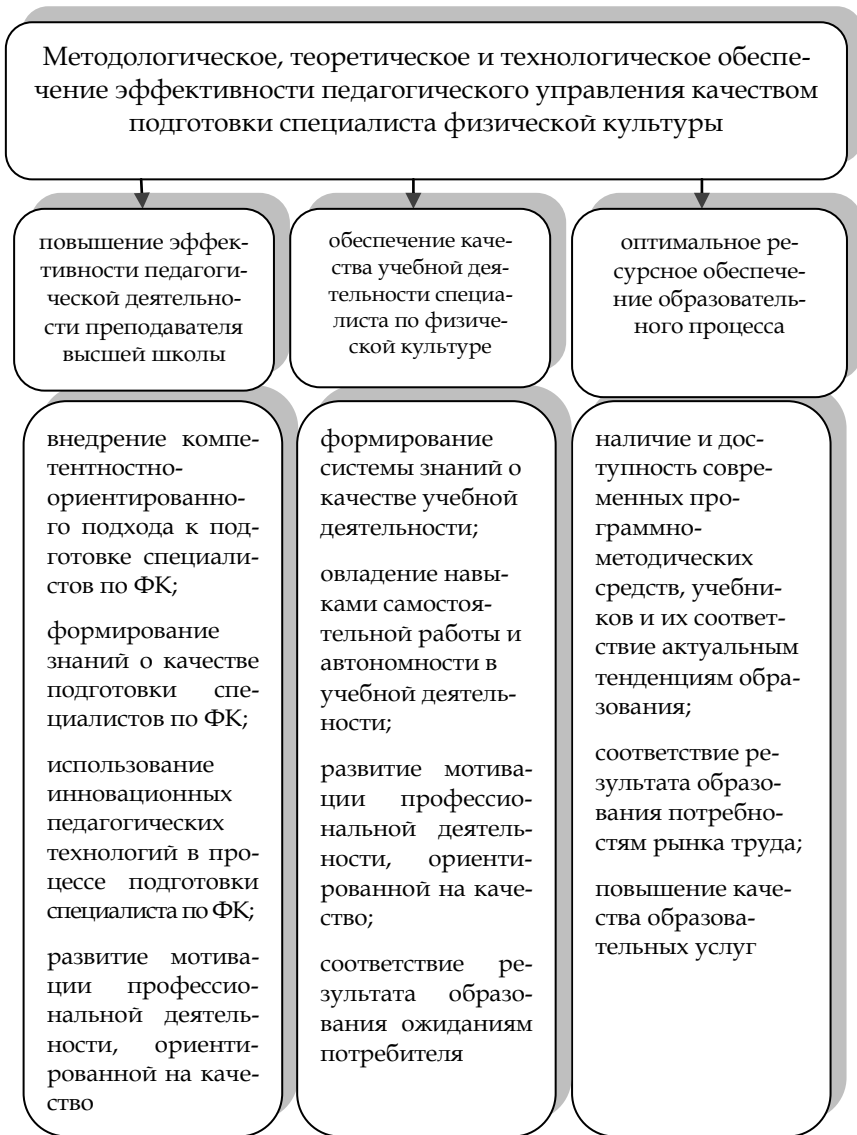 Методологическое, теоретическое и технологическое обеспе-
чение эффективности педагогического управления качеством
подготовки специалиста физической культуры
повышение эффек-
тивности педагоги-
ческой деятельно-
сти преподавателя
высшей школы
обеспечение каче-
ства учебной дея-
тельности специа-
листа по физиче-
ской культуре
оптимальное ре-
сурсное обеспече-
ние образователь-
ного процесса
внедрение компе-
тентностно-
ориентированно-
го подхода к под-
готовке специали-
стов по ФК;
формирование
знаний о качестве
подготовки спе-
циалистов по ФК;
использование
инновационных
педагогических
технологий в про-
цессе подготовки
специалиста по ФК;
развитие мотива-
ции профессио-
нальной деятель-
ности, ориенти-
рованной на каче-
ство
формирование
системы знаний о
качестве учебной
деятельности;
овладение навы-
ками самостоя-
тельной работы и
автономности в
учебной деятель-
ности;
развитие мотива-
ции профессио-
нальной деятель-
ности, ориенти-
рованной на каче-
ство;
соответствие ре-
зультата образо-
вания ожиданиям
потребителя
наличие и дос-
тупность совре-
менных про-
граммно-
методических
средств, учебни-
ков и их соответ-
ствие актуальным
тенденциям обра-
зования;
соответствие ре-
зультата образо-
вания потребно-
стям рынка труда;
повышение каче-
ства образова-
тельных услуг